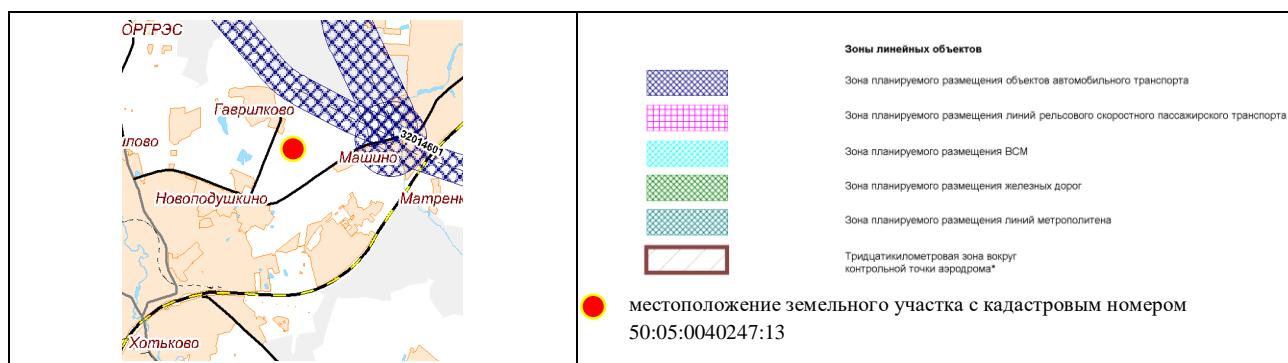 ОРГРЭС
Гаврилково
32014601
Машино
Новоподушкино
Матренк
Хотьково
Зоны линейных объектов
Зона планируемого размещения объектов автомобильного транспорта
Зона планируемого размещения линий рельсового скоростного пассажирского транспорта
Зона планируемого размещения ВСМ
Зона планируемого размещения железных дорог
Зона планируемого размещения линий метрополитена
Тридцатикилометровая зона вокруг
контрольной точки аэродрома*
местоположение земельного участка с кадастровым номером
50:05:0040247:13